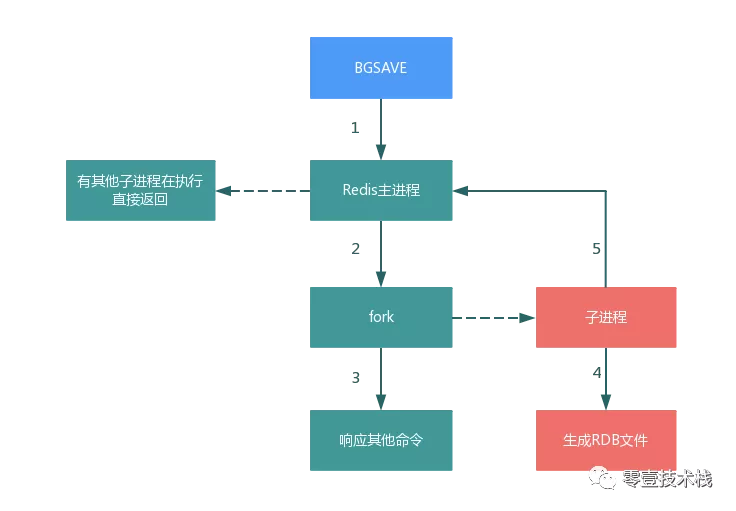 BGSAVE
1
有其他子进程在执行
直接返回
Redis主进程
2
5
fork
子进程
3
4
响应其他命令
生成RDB文件
零壹技术栈